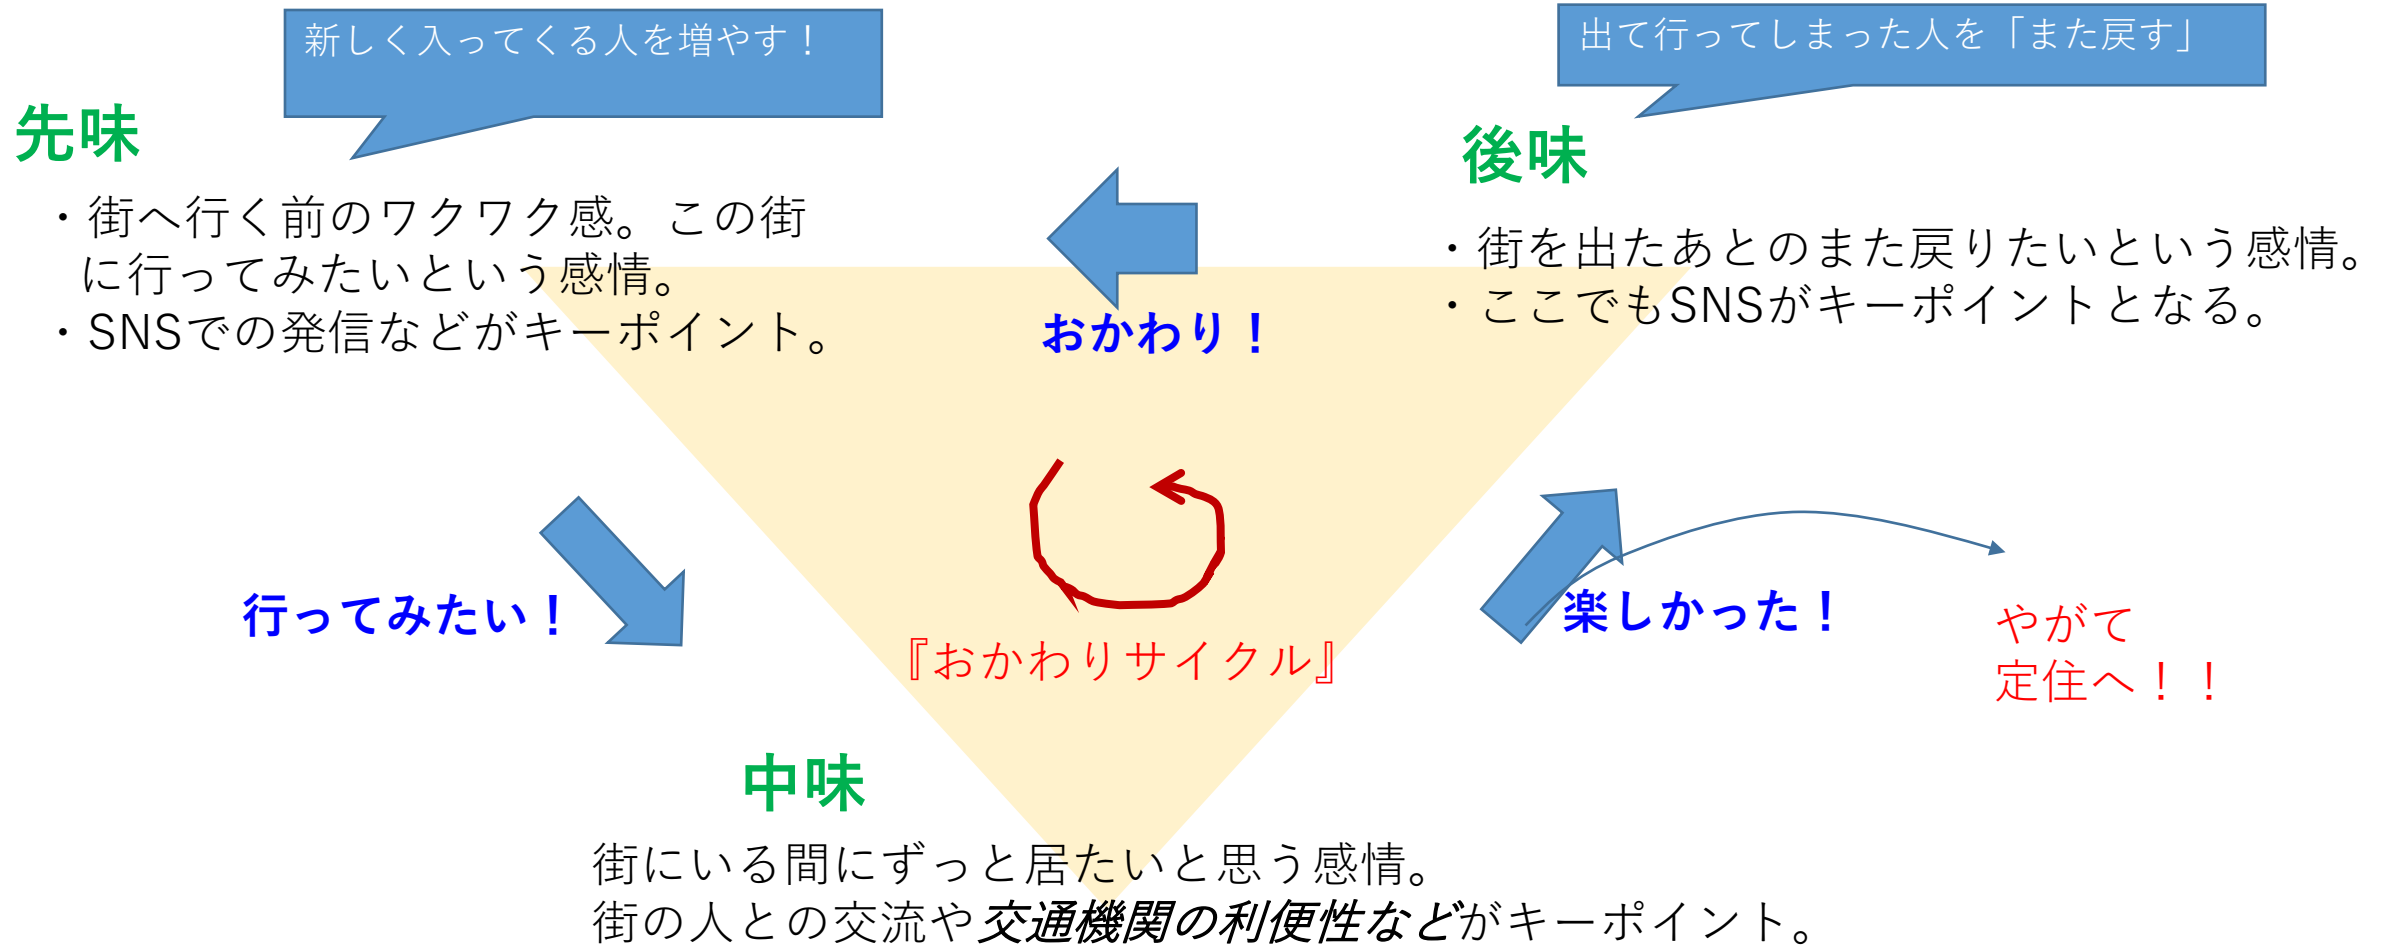 新しく入ってくる人を増やす！
出て行ってしまった人を「また戻す」
先味
・街へ行く前のワクワク感。この街
に行ってみたいという感情。
・SNSでの発信などがキーポイント。
後味
・街を出たあとのまた戻りたいという感情。
・ここでもSNSがキーポイントとなる。
おかわり！
行ってみたい！
楽しかった！
『おかわりサイクル』
やがて
定住へ！！
中味
街にいる間にずっと居たいと思う感情。
街の人との交流や交通機関の利便性などがキーポイント。